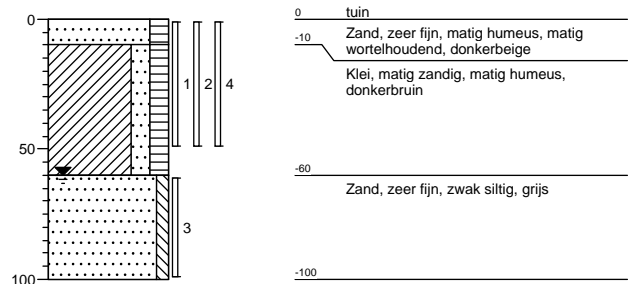 0
50
100
1
2
4
3
0
tuin
Zand, zeer fijn, matig humeus, matig
wortelhoudend, donkerbeige
-10
Klei, matig zandig, matig humeus,
donkerbruin
-60
Zand, zeer fijn, zwak siltig, grijs
-100